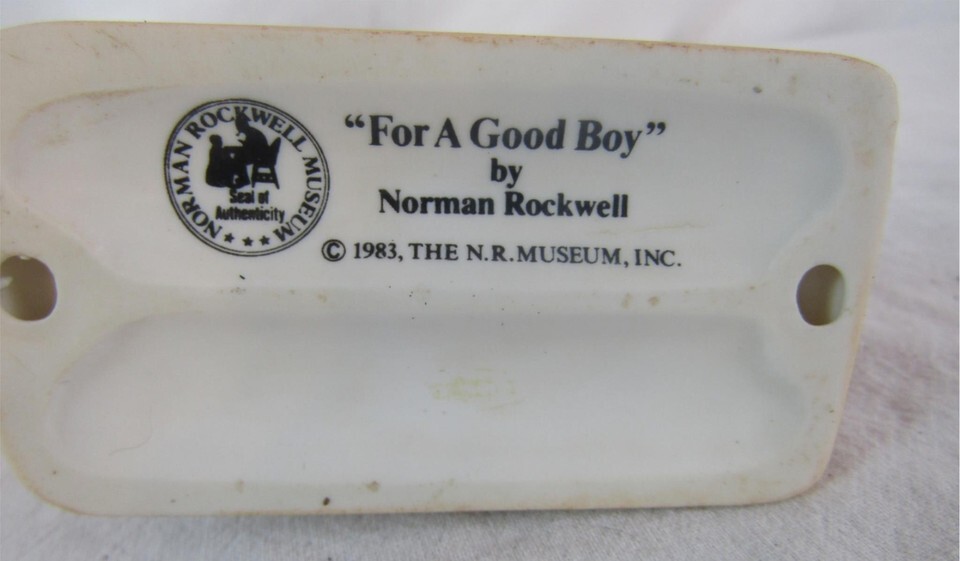 NORMAN ROCKWELL MUSEUM
Seal of
Authenticity
★ ★ ★
"For A Good Boy"
by
Norman Rockwell
© 1983, THE N.R. MUSEUM, INC.